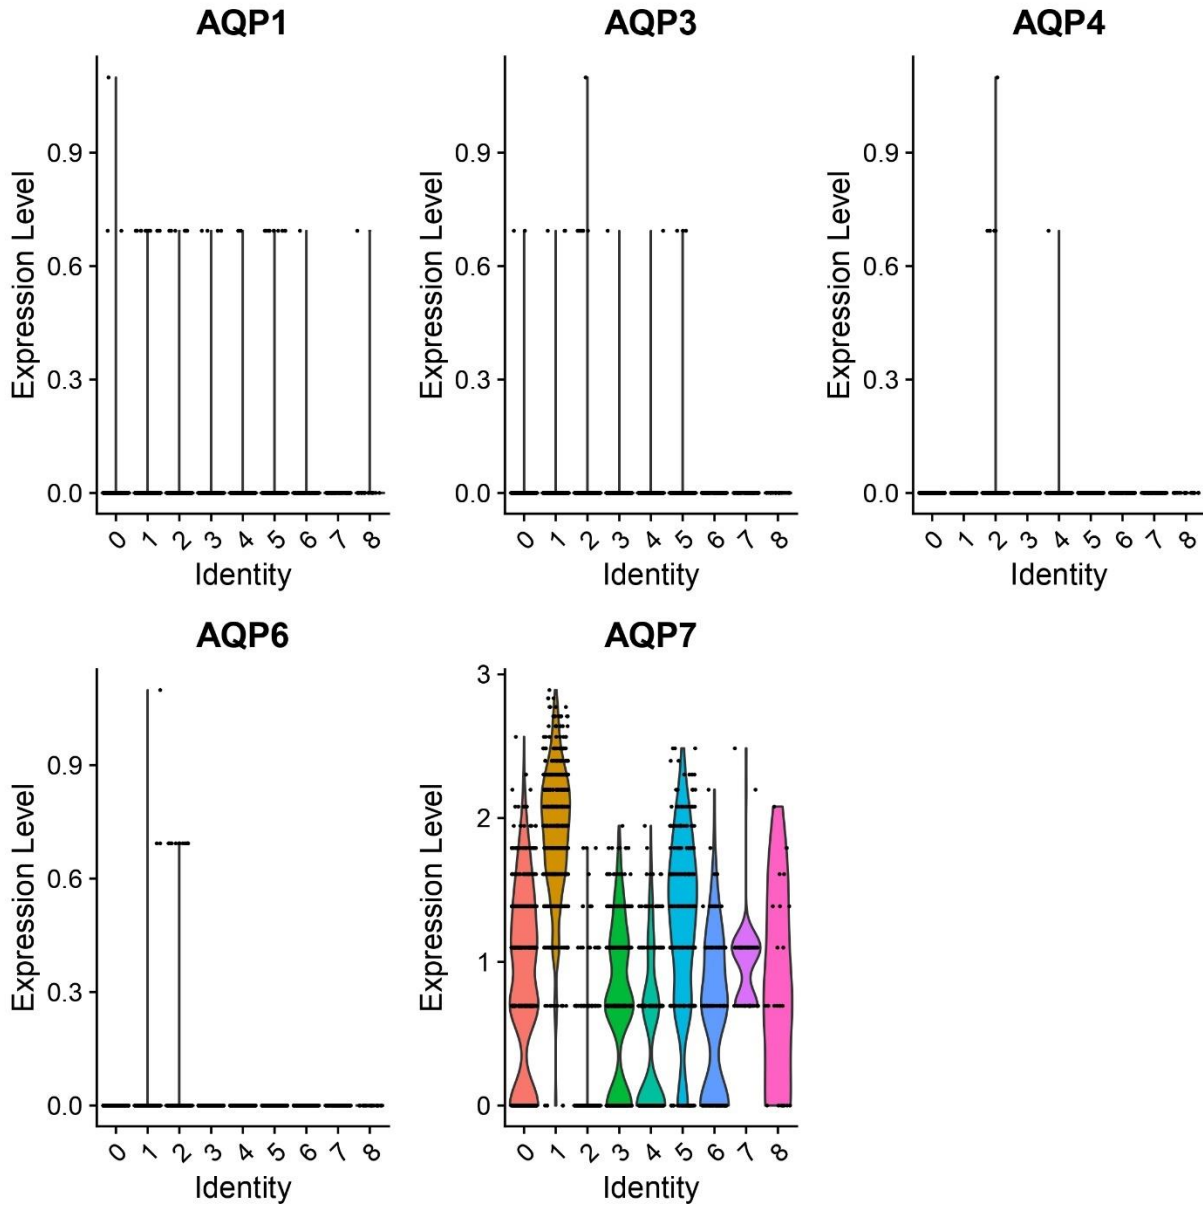 AQP1 AQP3 AQP4
Expression Level Expression Level Expression Level
0.9 0.9 0.9
0.6 0.6 0.6
0.3 0.3 0.3
0.0 0.0 0.0
0 1 2 3 4 5 6 7 8 0 1 2 3 4 5 6 7 8 0 1 2 3 4 5 6 7 8
Identity Identity Identity
AQP6 AQP7
Expression Level Expression Level
3
0.9
2
0.6
1
0.3
0.0 0
0 1 2 3 4 5 6 7 8 0 1 2 3 4 5 6 7 8
Identity Identity